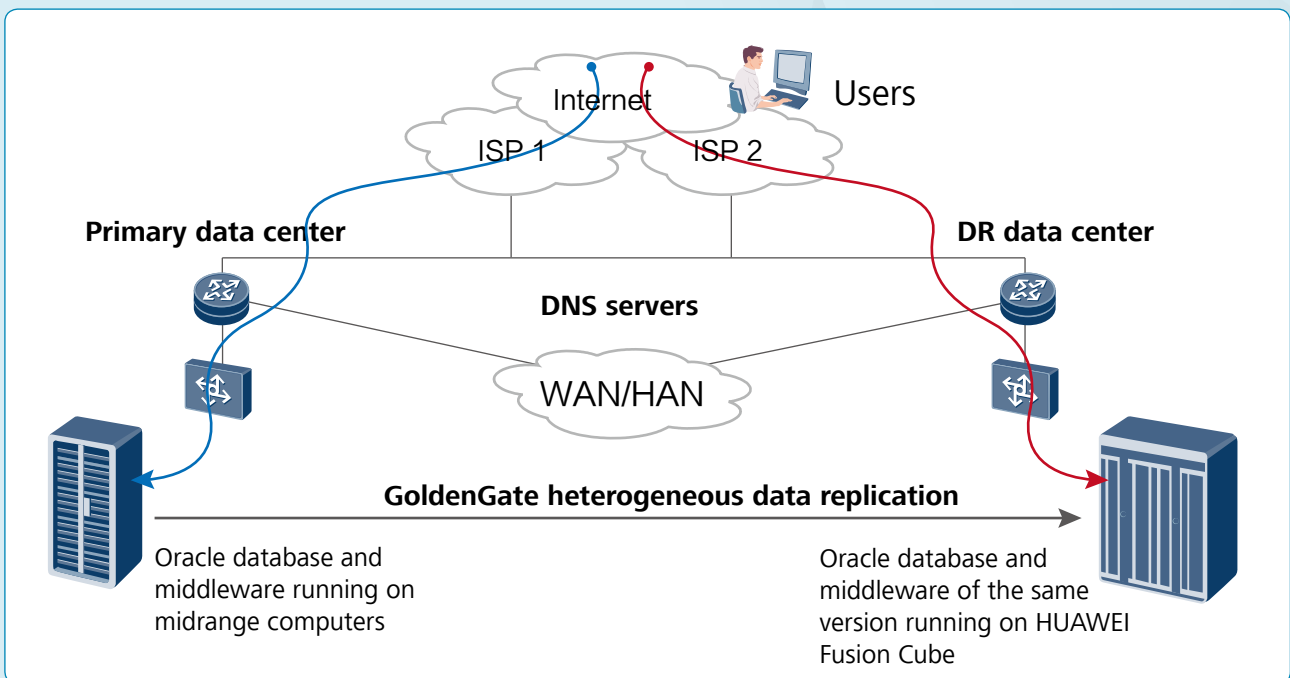 Internet
Users
ISP 1
ISP 2
Primary data center
DR data center
DNS servers
WAN/HAN
GoldenGate heterogeneous data replication
Oracle database and
middleware running on
midrange computers
Oracle database and
middleware of the same
version running on HUAWEI
Fusion Cube